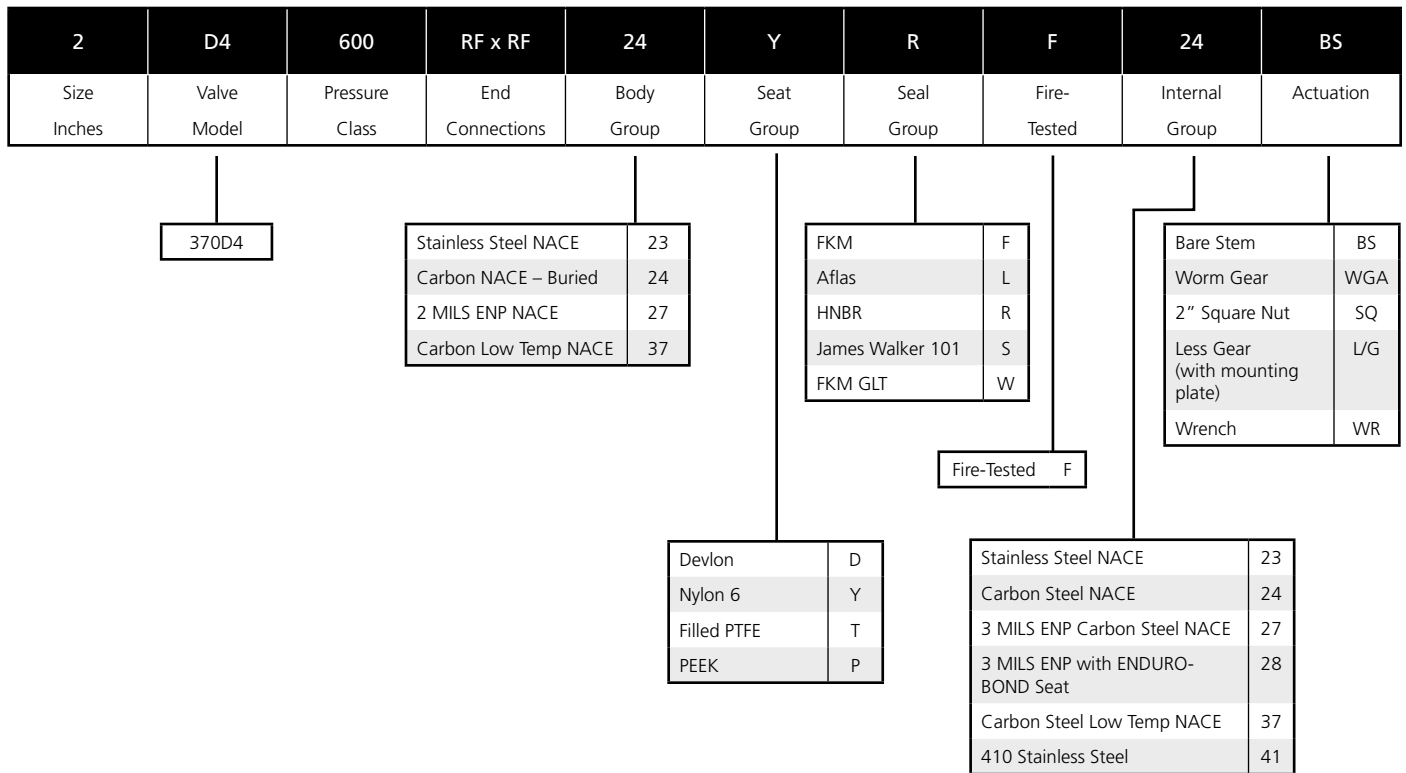 2 D4 600 RF x RF 24 Y R F 24 BS
Size Inches
Valve Model
Pressure Class
End Connections
Body Group
Seat Group
Seal Group
Fire-Tested
Internal Group
Actuation
370D4
Stainless Steel NACE 23
Carbon NACE – Buried 24
2 MILS ENP NACE 27
Carbon Low Temp NACE 37
FKM F
Aflas L
HNBR R
James Walker 101 S
FKM GLT W
Bare Stem BS
Worm Gear WGA
2” Square Nut SQ
Less Gear L/G
(with mounting
plate)
Wrench WR
Fire-Tested F
Devlon D
Nylon 6 Y
Filled PTFE T
PEEK P
Stainless Steel NACE 23
Carbon Steel NACE 24
3 MILS ENP Carbon Steel NACE 27
3 MILS ENP with ENDURO- 28
BOND Seat
Carbon Steel Low Temp NACE 37
410 Stainless Steel 41